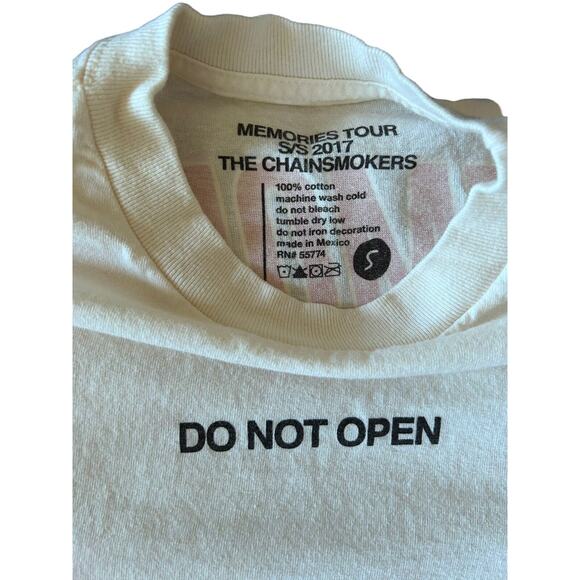 MEMORIES TOUR
S/S 2017
THE CHAINSMOKERS
100% cotton
machine wash cold
do not bleach
tumble dry low
do not iron decoration
made in Mexico
RN# 55774
S
DO NOT OPEN